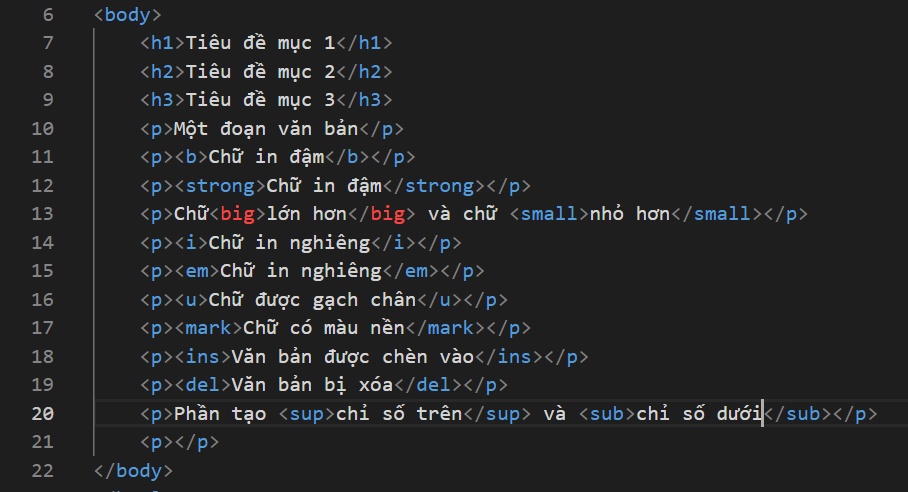 6 <body>
7 <h1>Tiêu đề mục 1</h1>
8 <h2>Tiêu đề mục 2</h2>
9 <h3>Tiêu đề mục 3</h3>
10 <p>Một đoạn văn bản</p>
11 <p><b>Chữ in đậm</b></p>
12 <p><strong>Chữ in đậm</strong></p>
13 <p>Chữ<big>lớn hơn</big> và chữ <small>nhỏ hơn</small></p>
14 <p><i>Chữ in nghiêng</i></p>
15 <p><em>Chữ in nghiêng</em></p>
16 <p><u>Chữ được gạch chân</u></p>
17 <p><mark>Chữ có màu nền</mark></p>
18 <p><ins>Văn bản được chèn vào</ins></p>
19 <p><del>Văn bản bị xóa</del></p>
20 <p>Phần tạo <sup>chỉ số trên</sup> và <sub>chỉ số dưới</sub></p>
21 <p></p>
22 </body>